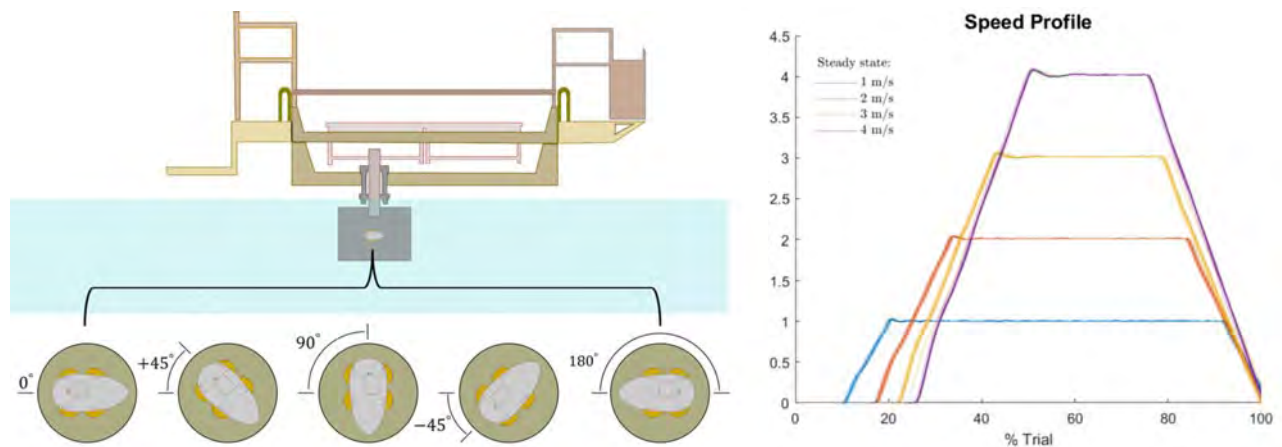 0°
+45°
90°
−45°
180°
Speed Profile
Steady state:
1 m/s
2 m/s
3 m/s
4 m/s
4.5
4
3.5
3
2.5
2
1.5
1
0.5
0
0 20 40 60 80 100
% Trial